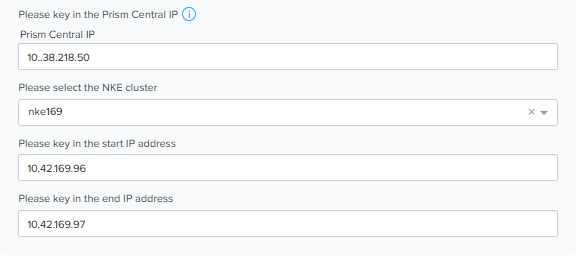 Please key in the Prism Central IP
Prism Central IP
10..38.218.50
Please select the NKE cluster
nke169
Please key in the start IP address
10.42.169.96
Please key in the end IP address
10.42.169.97